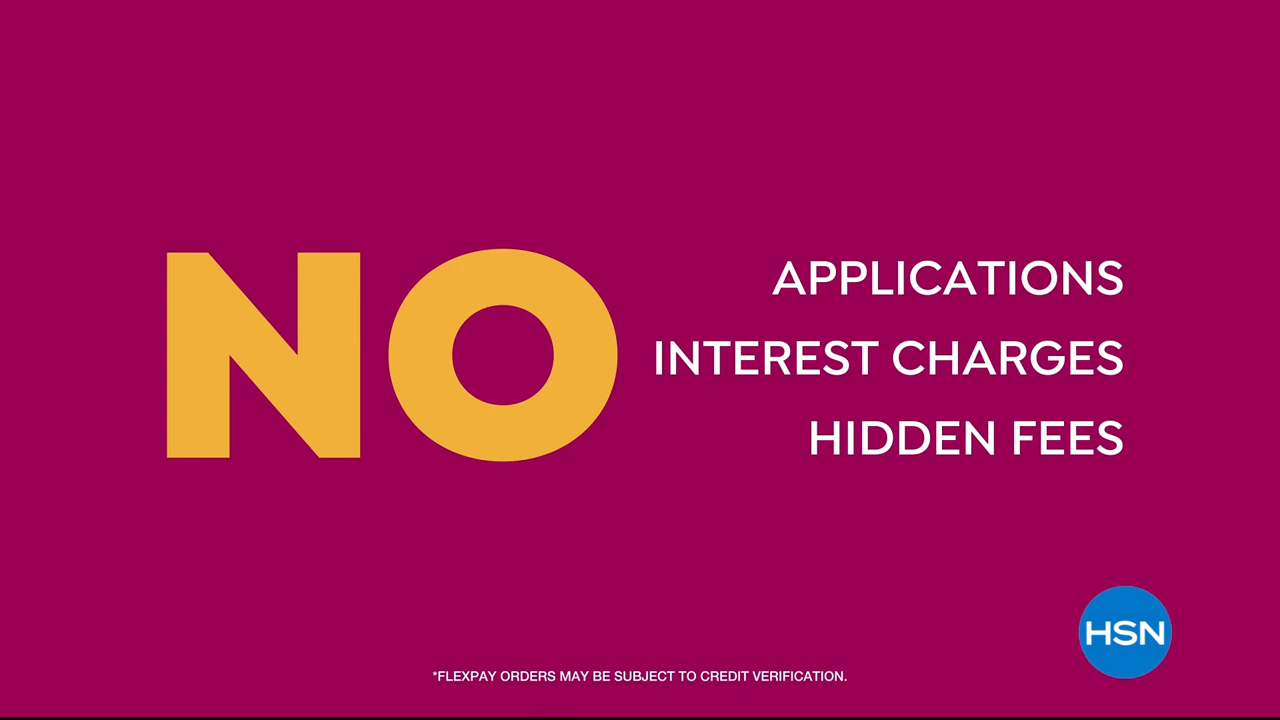 NO
APPLICATIONS
INTEREST CHARGES
HIDDEN FEES
HSN
*FLEXPAY ORDERS MAY BE SUBJECT TO CREDIT VERIFICATION.